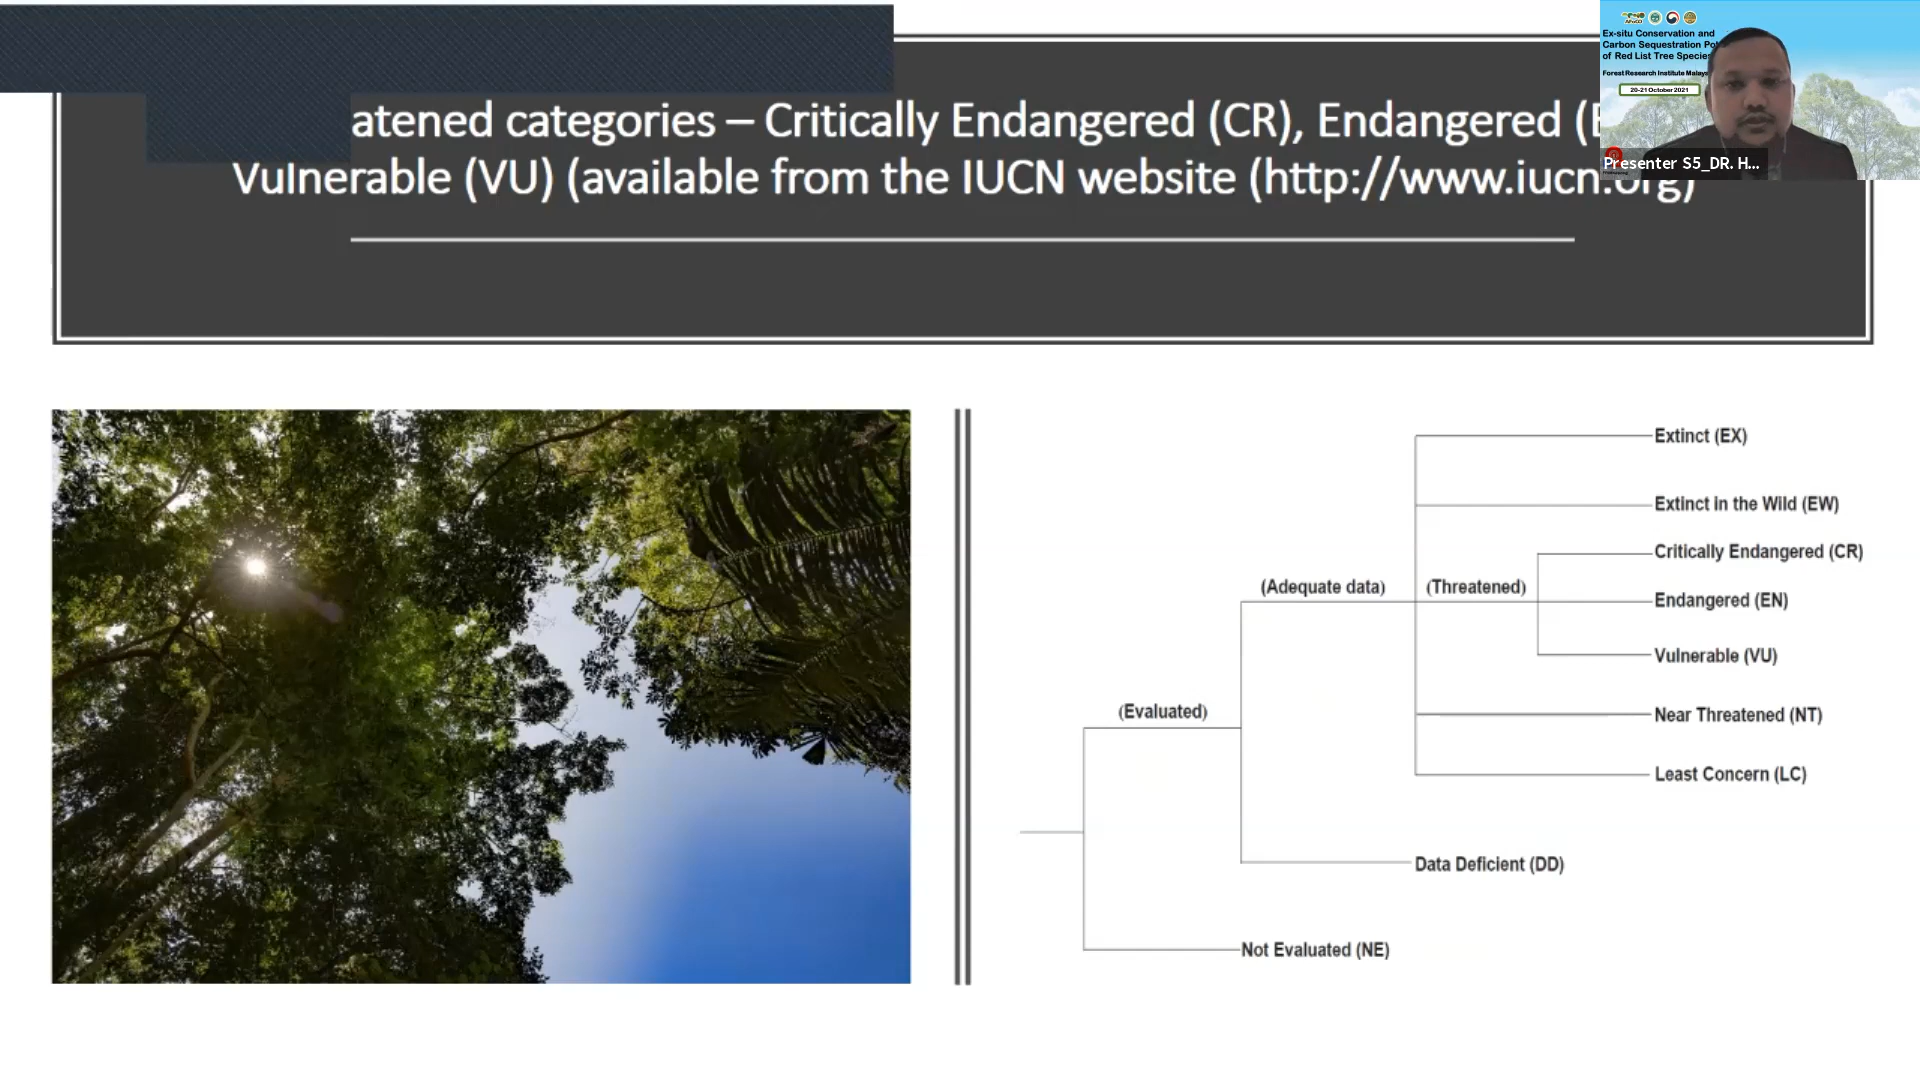 atened categories – Critically Endangered (CR), Endangered (
Vulnerable (VU) (available from the IUCN website (http://www.iucn.org)
Ex-situ Conservation and
Carbon Sequestration
of Red List Tree
Forest Research Institute
20-21 October 2021
Presenter S5_DR. H...
Extinct (EX)
Extinct in the Wild (EW)
Critically Endangered (CR)
(Adequate data)
(Threatened)
Endangered (EN)
Vulnerable (VU)
(Evaluated)
Near Threatened (NT)
Least Concern (LC)
Data Deficient (DD)
Not Evaluated (NE)